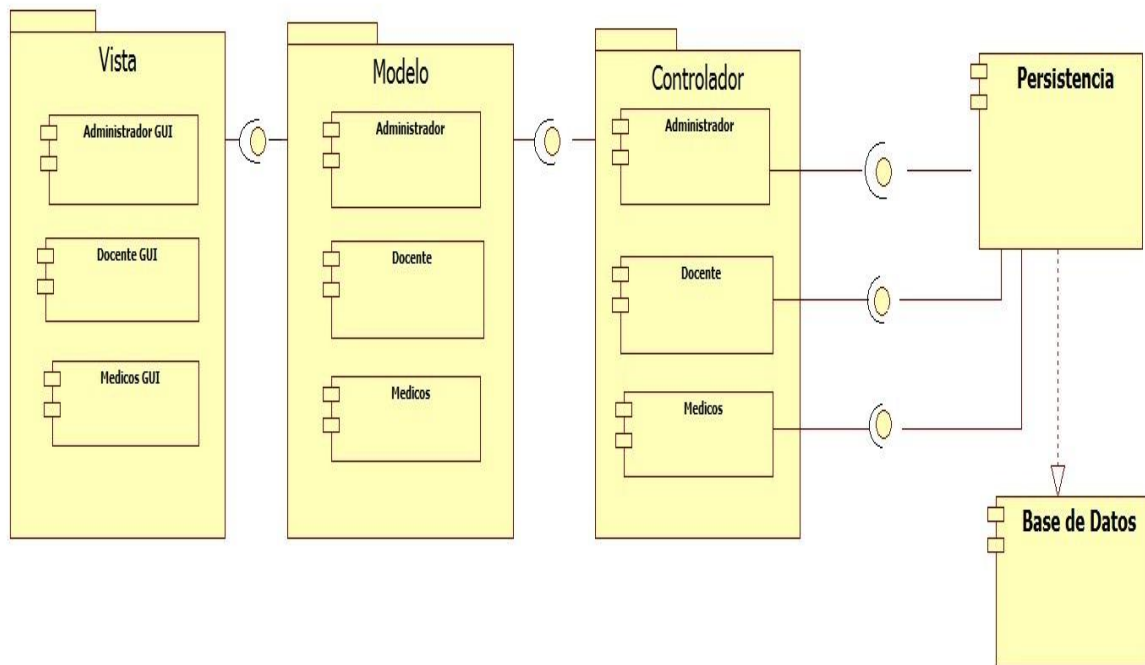 Vista
Administrador GUI
Docente GUI
Medicos GUI
Modelo
Administrador
Docente
Medicos
Controlador
Administrador
Docente
Medicos
Persistencia
Base de Datos